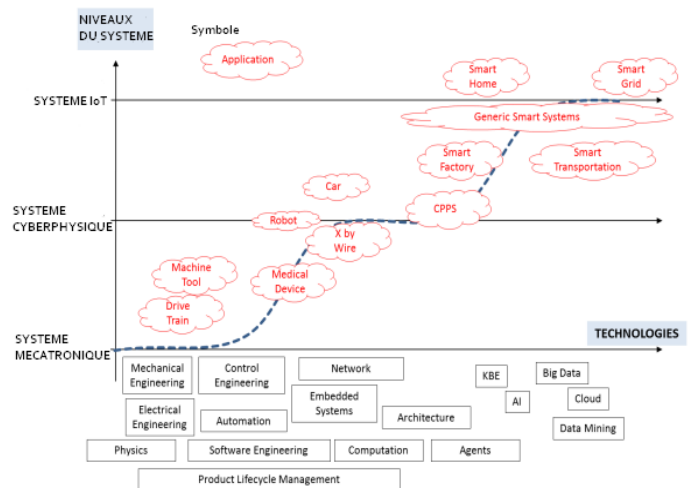 NIVEAUX
DU SYSTEME
Symbole
Application
Smart
Home
Smart
Grid
SYSTEME IoT
Generic Smart Systems
Smart
Factory
Smart
Transportation
Car
CPPS
SYSTEME
CYBERPHYSIQUE
Robot
X by
Wire
Machine
Tool
Medical
Device
Drive
Train
SYSTEME
MECATRONIQUE
TECHNOLOGIES
Mechanical
Engineering
Control
Engineering
Network
KBE
Big Data
Electrical
Engineering
Automation
Embedded
Systems
Architecture
AI
Cloud
Data Mining
Physics
Software Engineering
Computation
Agents
Product Lifecycle Management